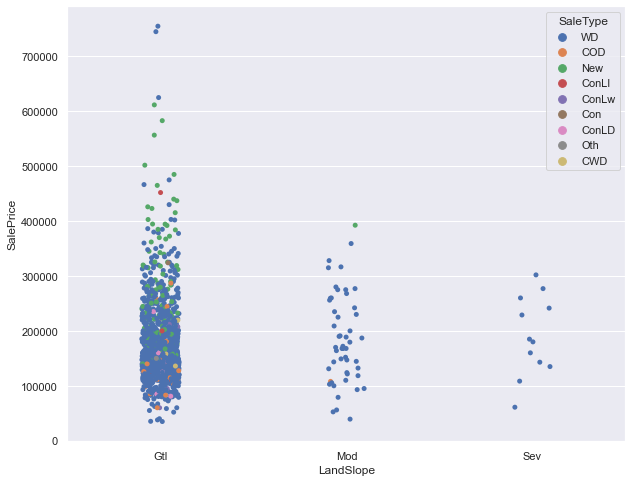 SaleType
WD
COD
New
ConLI
ConLw
Con
ConLD
Oth
CWD
700000
600000
500000
400000
300000
200000
100000
0
SalePrice
Gtl
Mod
Sev
LandSlope